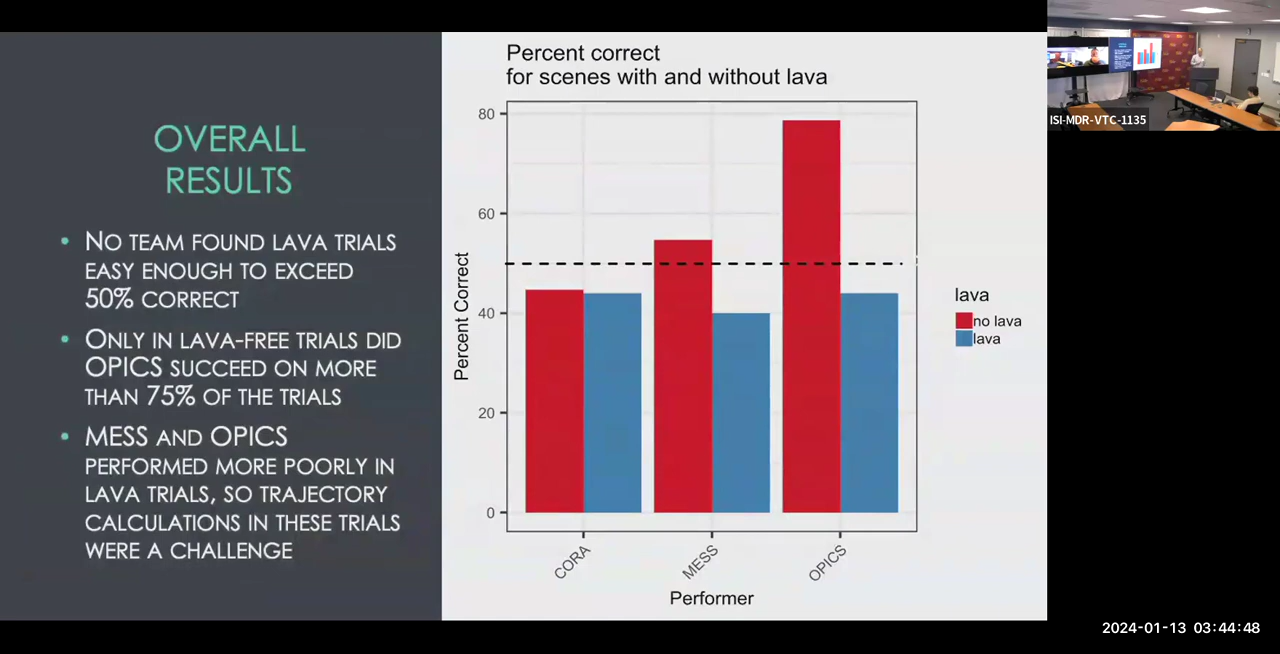 OVERALL
RESULTS
• NO TEAM FOUND LAVA TRIALS
EASY ENOUGH TO EXCEED
50% CORRECT
• ONLY IN LAVA-FREE TRIALS DID
OPICS SUCCEED ON MORE
THAN 75% OF THE TRIALS
• MESS AND OPICS
PERFORMED MORE POORLY IN
LAVA TRIALS, SO TRAJECTORY
CALCULATIONS IN THESE TRIALS
WERE A CHALLENGE
Percent correct
for scenes with and without lava
Percent Correct
80
60
40
20
0
CORA
MESS
OPICS
Performer
lava
no lava
lava
ISI-MDR-VTC-1135
2024-01-13 03:44:48